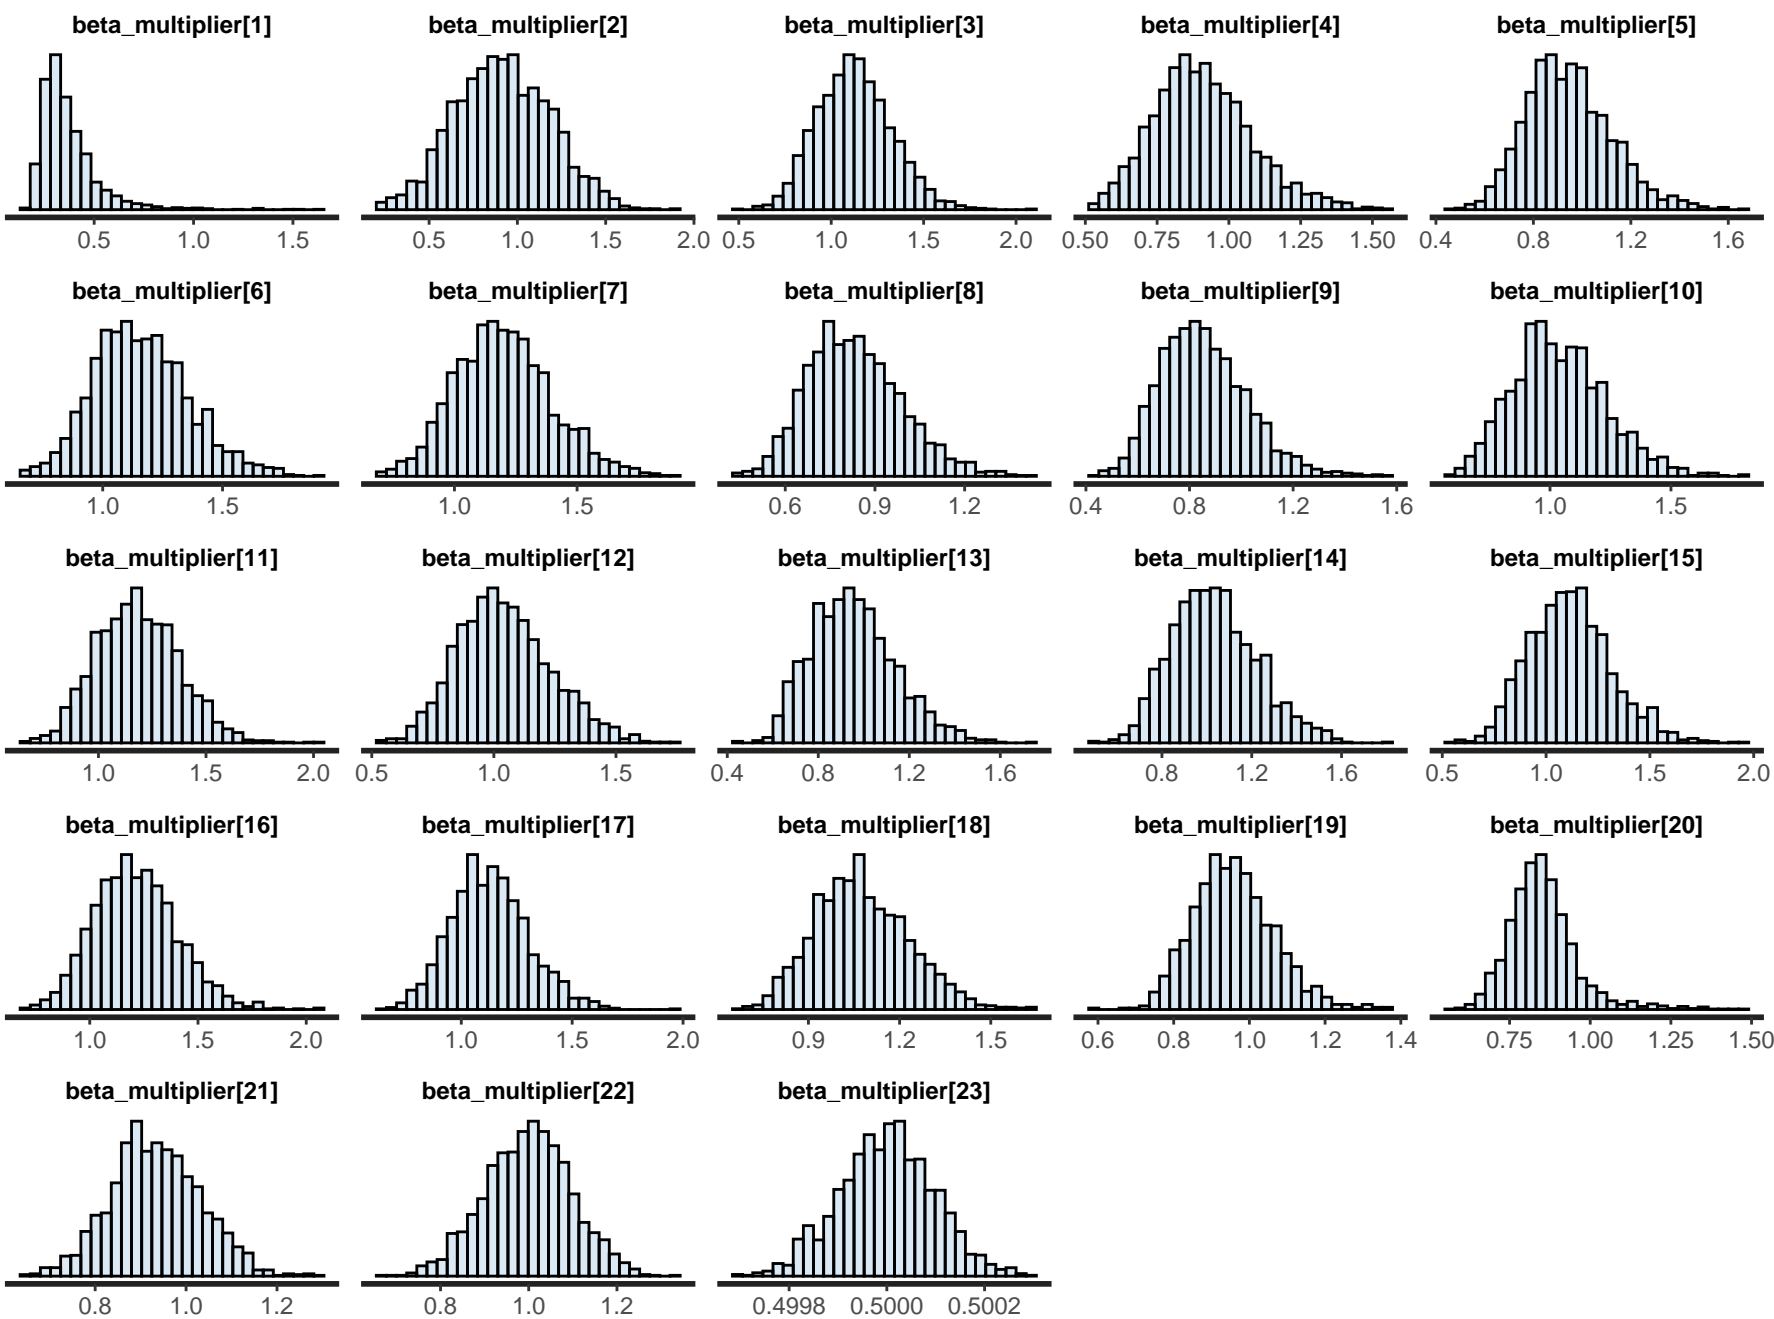 beta_multiplier[1] beta_multiplier[2] beta_multiplier[3] beta_multiplier[4] beta_multiplier[5]
0.5 1.0 1.5 0.5 1.0 1.5 2.0 0.5 1.0 1.5 2.0 0.50 0.75 1.00 1.25 1.50 0.4 0.8 1.2 1.6
beta_multiplier[6] beta_multiplier[7] beta_multiplier[8] beta_multiplier[9] beta_multiplier[10]
1.0 1.5 1.0 1.5 0.6 0.9 1.2 0.4 0.8 1.2 1.6 1.0 1.5
beta_multiplier[11] beta_multiplier[12] beta_multiplier[13] beta_multiplier[14] beta_multiplier[15]
1.0 1.5 2.0 0.5 1.0 1.5 0.4 0.8 1.2 1.6 0.8 1.2 1.6 0.5 1.0 1.5 2.0
beta_multiplier[16] beta_multiplier[17] beta_multiplier[18] beta_multiplier[19] beta_multiplier[20]
1.0 1.5 2.0 1.0 1.5 2.0 0.9 1.2 1.5 0.6 0.8 1.0 1.2 1.4 0.75 1.00 1.25 1.50
beta_multiplier[21] beta_multiplier[22] beta_multiplier[23]
0.8 1.0 1.2 0.8 1.0 1.2 0.4998 0.5000 0.5002